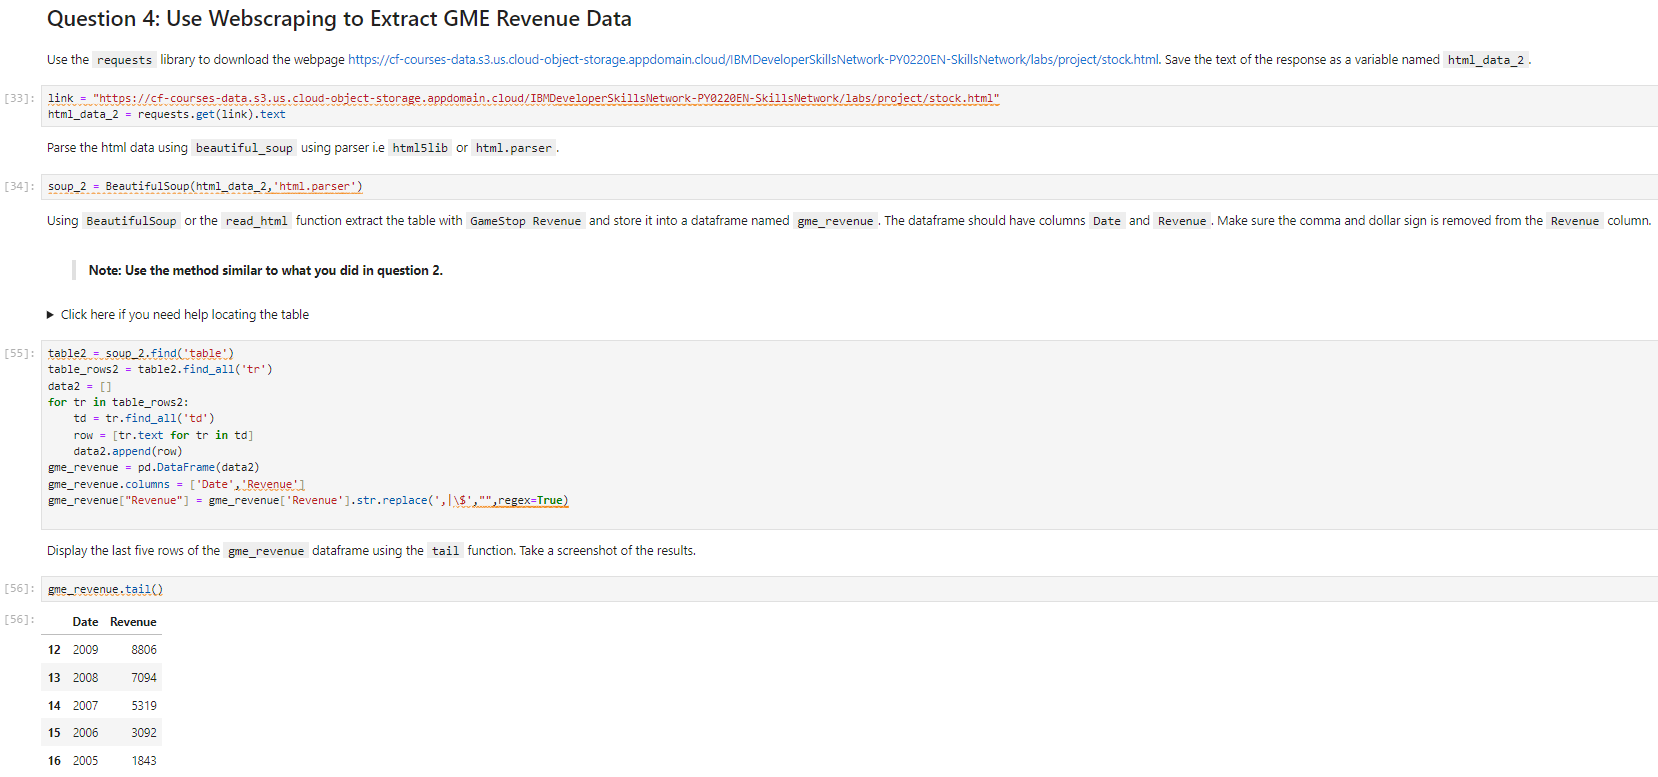 Question 4: Use Webscraping to Extract GME Revenue Data
Use the requests library to download the webpage https://cf-courses-data.s3.us.cloud-object-storage.appdomain.cloud/IBMDeveloperSkillsNetwork-PY0220EN-SkillsNetwork/labs/project/stock.html. Save the text of the response as a variable named html_data_2.
[33]: link = "https://cf-courses-data.s3.us.cloud-object-storage.appdomain.cloud/IBMDeveloperSkillsNetwork-PY0220EN-SkillsNetwork/labs/project/stock.html"
html_data_2 = requests.get(link).text
Parse the html data using beautiful_soup using parser i.e html5lib or html.parser.
[34]: soup_2 = BeautifulSoup(html_data_2,'html.parser')
Using BeautifulSoup or the read_html function extract the table with GameStop Revenue and store it into a dataframe named gme_revenue. The dataframe should have columns Date and Revenue. Make sure the comma and dollar sign is removed from the Revenue column.
Note: Use the method similar to what you did in question 2.
▶ Click here if you need help locating the table
[55]: table2 = soup_2.find('table')
table_rows2 = table2.find_all('tr')
data2 = []
for tr in table_rows2:
    td = tr.find_all('td')
    row = [tr.text for tr in td]
    data2.append(row)
gme_revenue = pd.DataFrame(data2)
gme_revenue.columns = ['Date','Revenue']
gme_revenue["Revenue"] = gme_revenue['Revenue'].str.replace(',|\$',"",regex=True)
Display the last five rows of the gme_revenue dataframe using the tail function. Take a screenshot of the results.
[56]: gme_revenue.tail()
[56]: Date Revenue
12 2009 8806
13 2008 7094
14 2007 5319
15 2006 3092
16 2005 1843